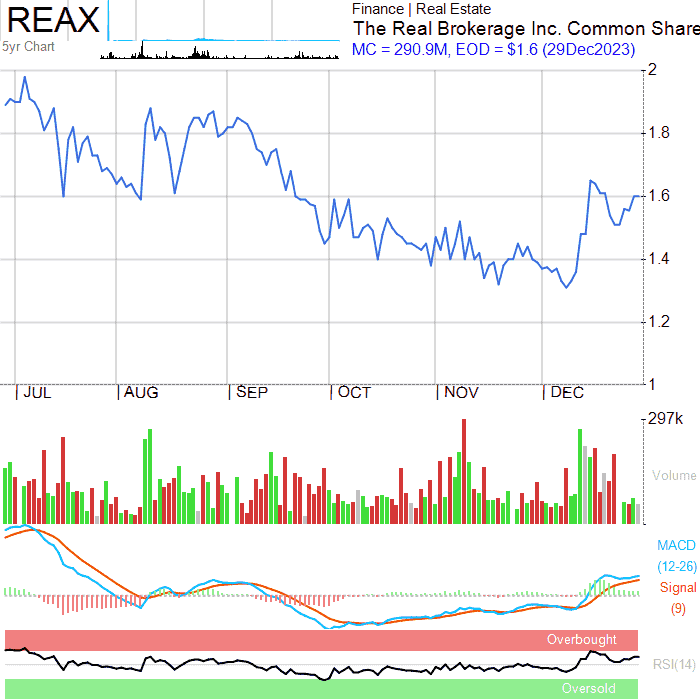 REAX
5yr Chart
Finance | Real Estate
The Real Brokerage Inc. Common Share
MC = 290.9M, EOD = $1.6 (29Dec2023)
2
1.8
1.6
1.4
1.2
1
| JUL | AUG | SEP | OCT | NOV | DEC
297k
Volume
MACD
(12-26)
Signal
(9)
Overbought
RSI(14)
Oversold